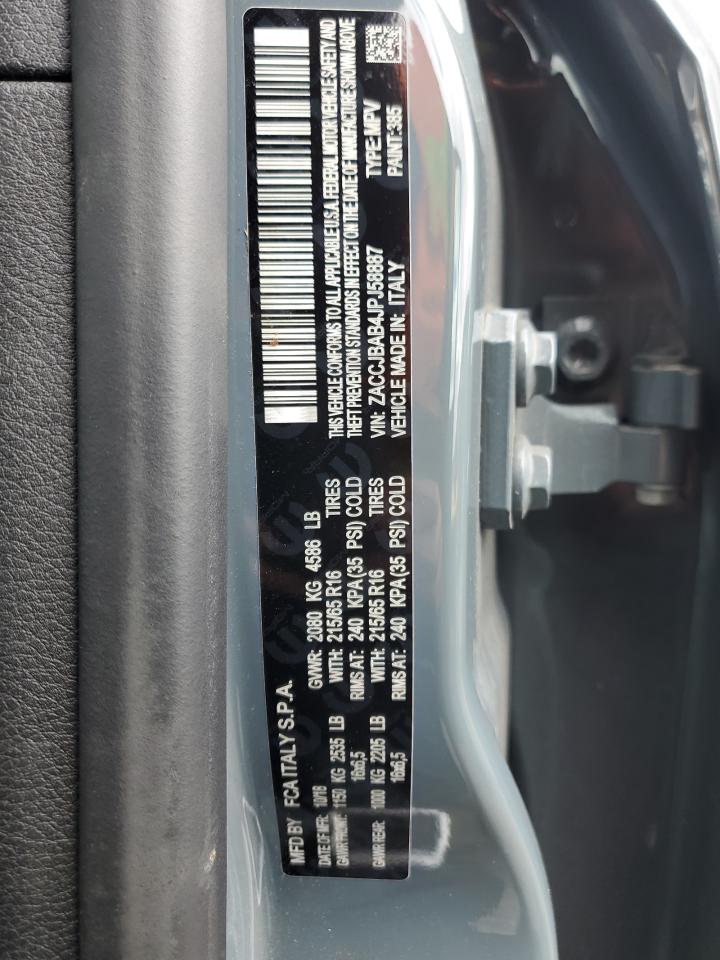 MFD BY FCA ITALY S.P.A.
DATE OF MFR: 10/18 GVWR: 2080 KG 4586 LB
GAWR FRONT: 1150 KG 2535 LB WITH: 215/65 R16 TIRES
16x6,5 RIMS AT: 240 KPA (35 PSI) COLD
GAWR REAR: 1000 KG 2205 LB WITH: 215/65 R16 TIRES
16x6,5 RIMS AT: 240 KPA (35 PSI) COLD
THIS VEHICLE CONFORMS TO ALL APPLICABLE U.S.A. FEDERAL MOTOR VEHICLE SAFETY AND
THEFT PREVENTION STANDARDS IN EFFECT ON THE DATE OF MANUFACTURE SHOWN ABOVE
VIN: ZACCJBAB4JPJ58887 TYPE: MPV
VEHICLE MADE IN: ITALY PAINT: 385